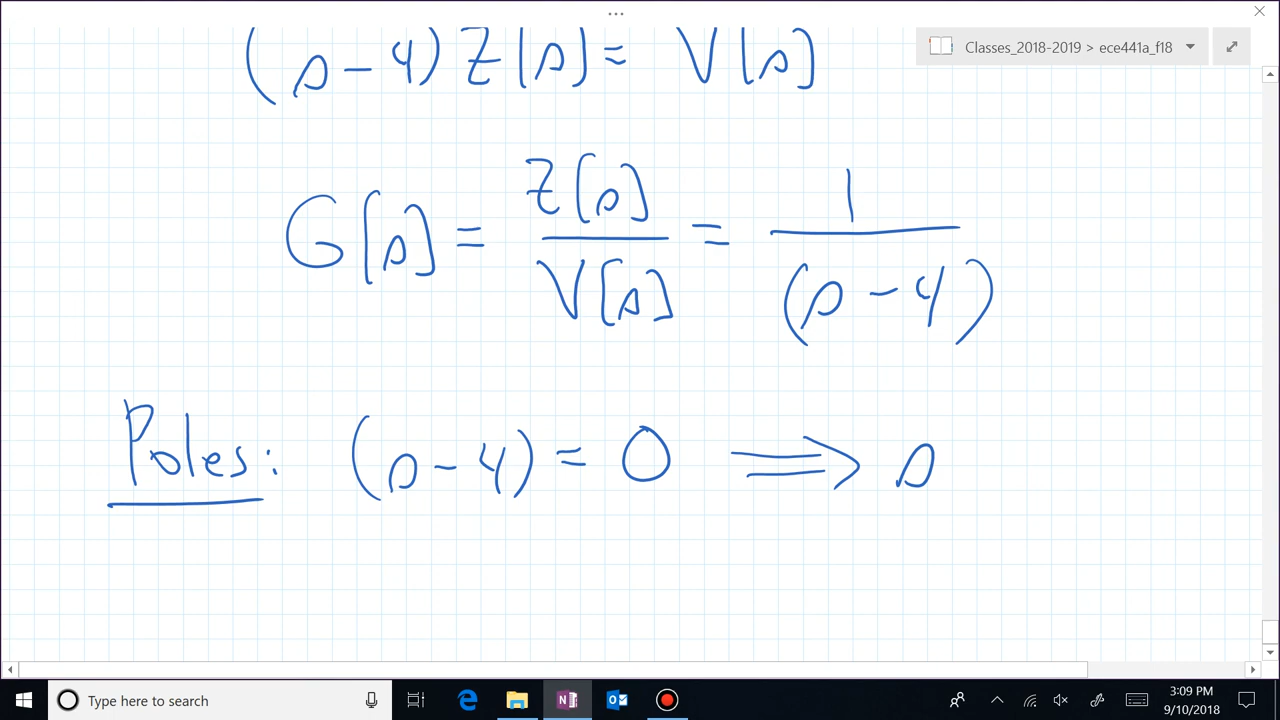 Classes_2018-2019 > ece441a_f18
(s-4) Z[s] = V[s]
G[s] = Z[s] / V[s] = 1 / (s-4)
Poles: (s-4) = 0 ⟹ s
Type here to search
3:09 PM
9/10/2018